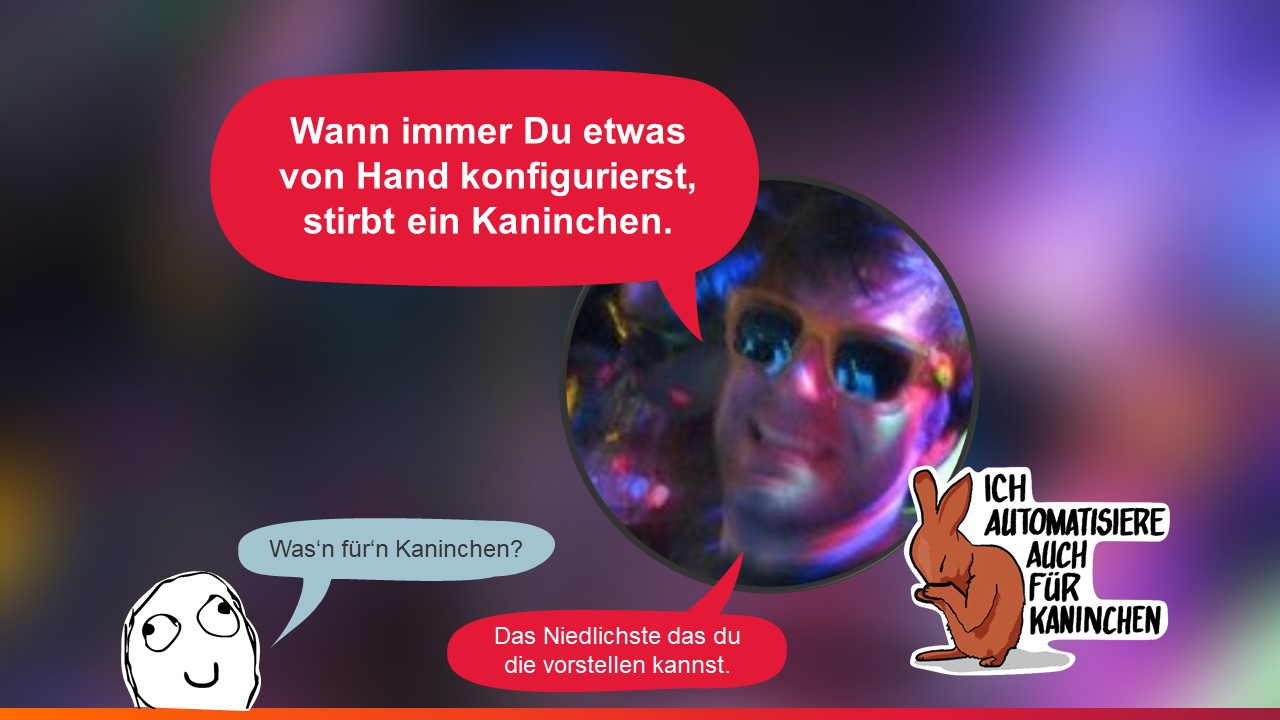 Wann immer Du etwas
von Hand konfigurierst,
stirbt ein Kaninchen.
Was‘n für‘n Kaninchen?
Das Niedlichste das du
die vorstellen kannst.
ICH
AUTOMATISIERE
AUCH
FÜR
KANINCHEN